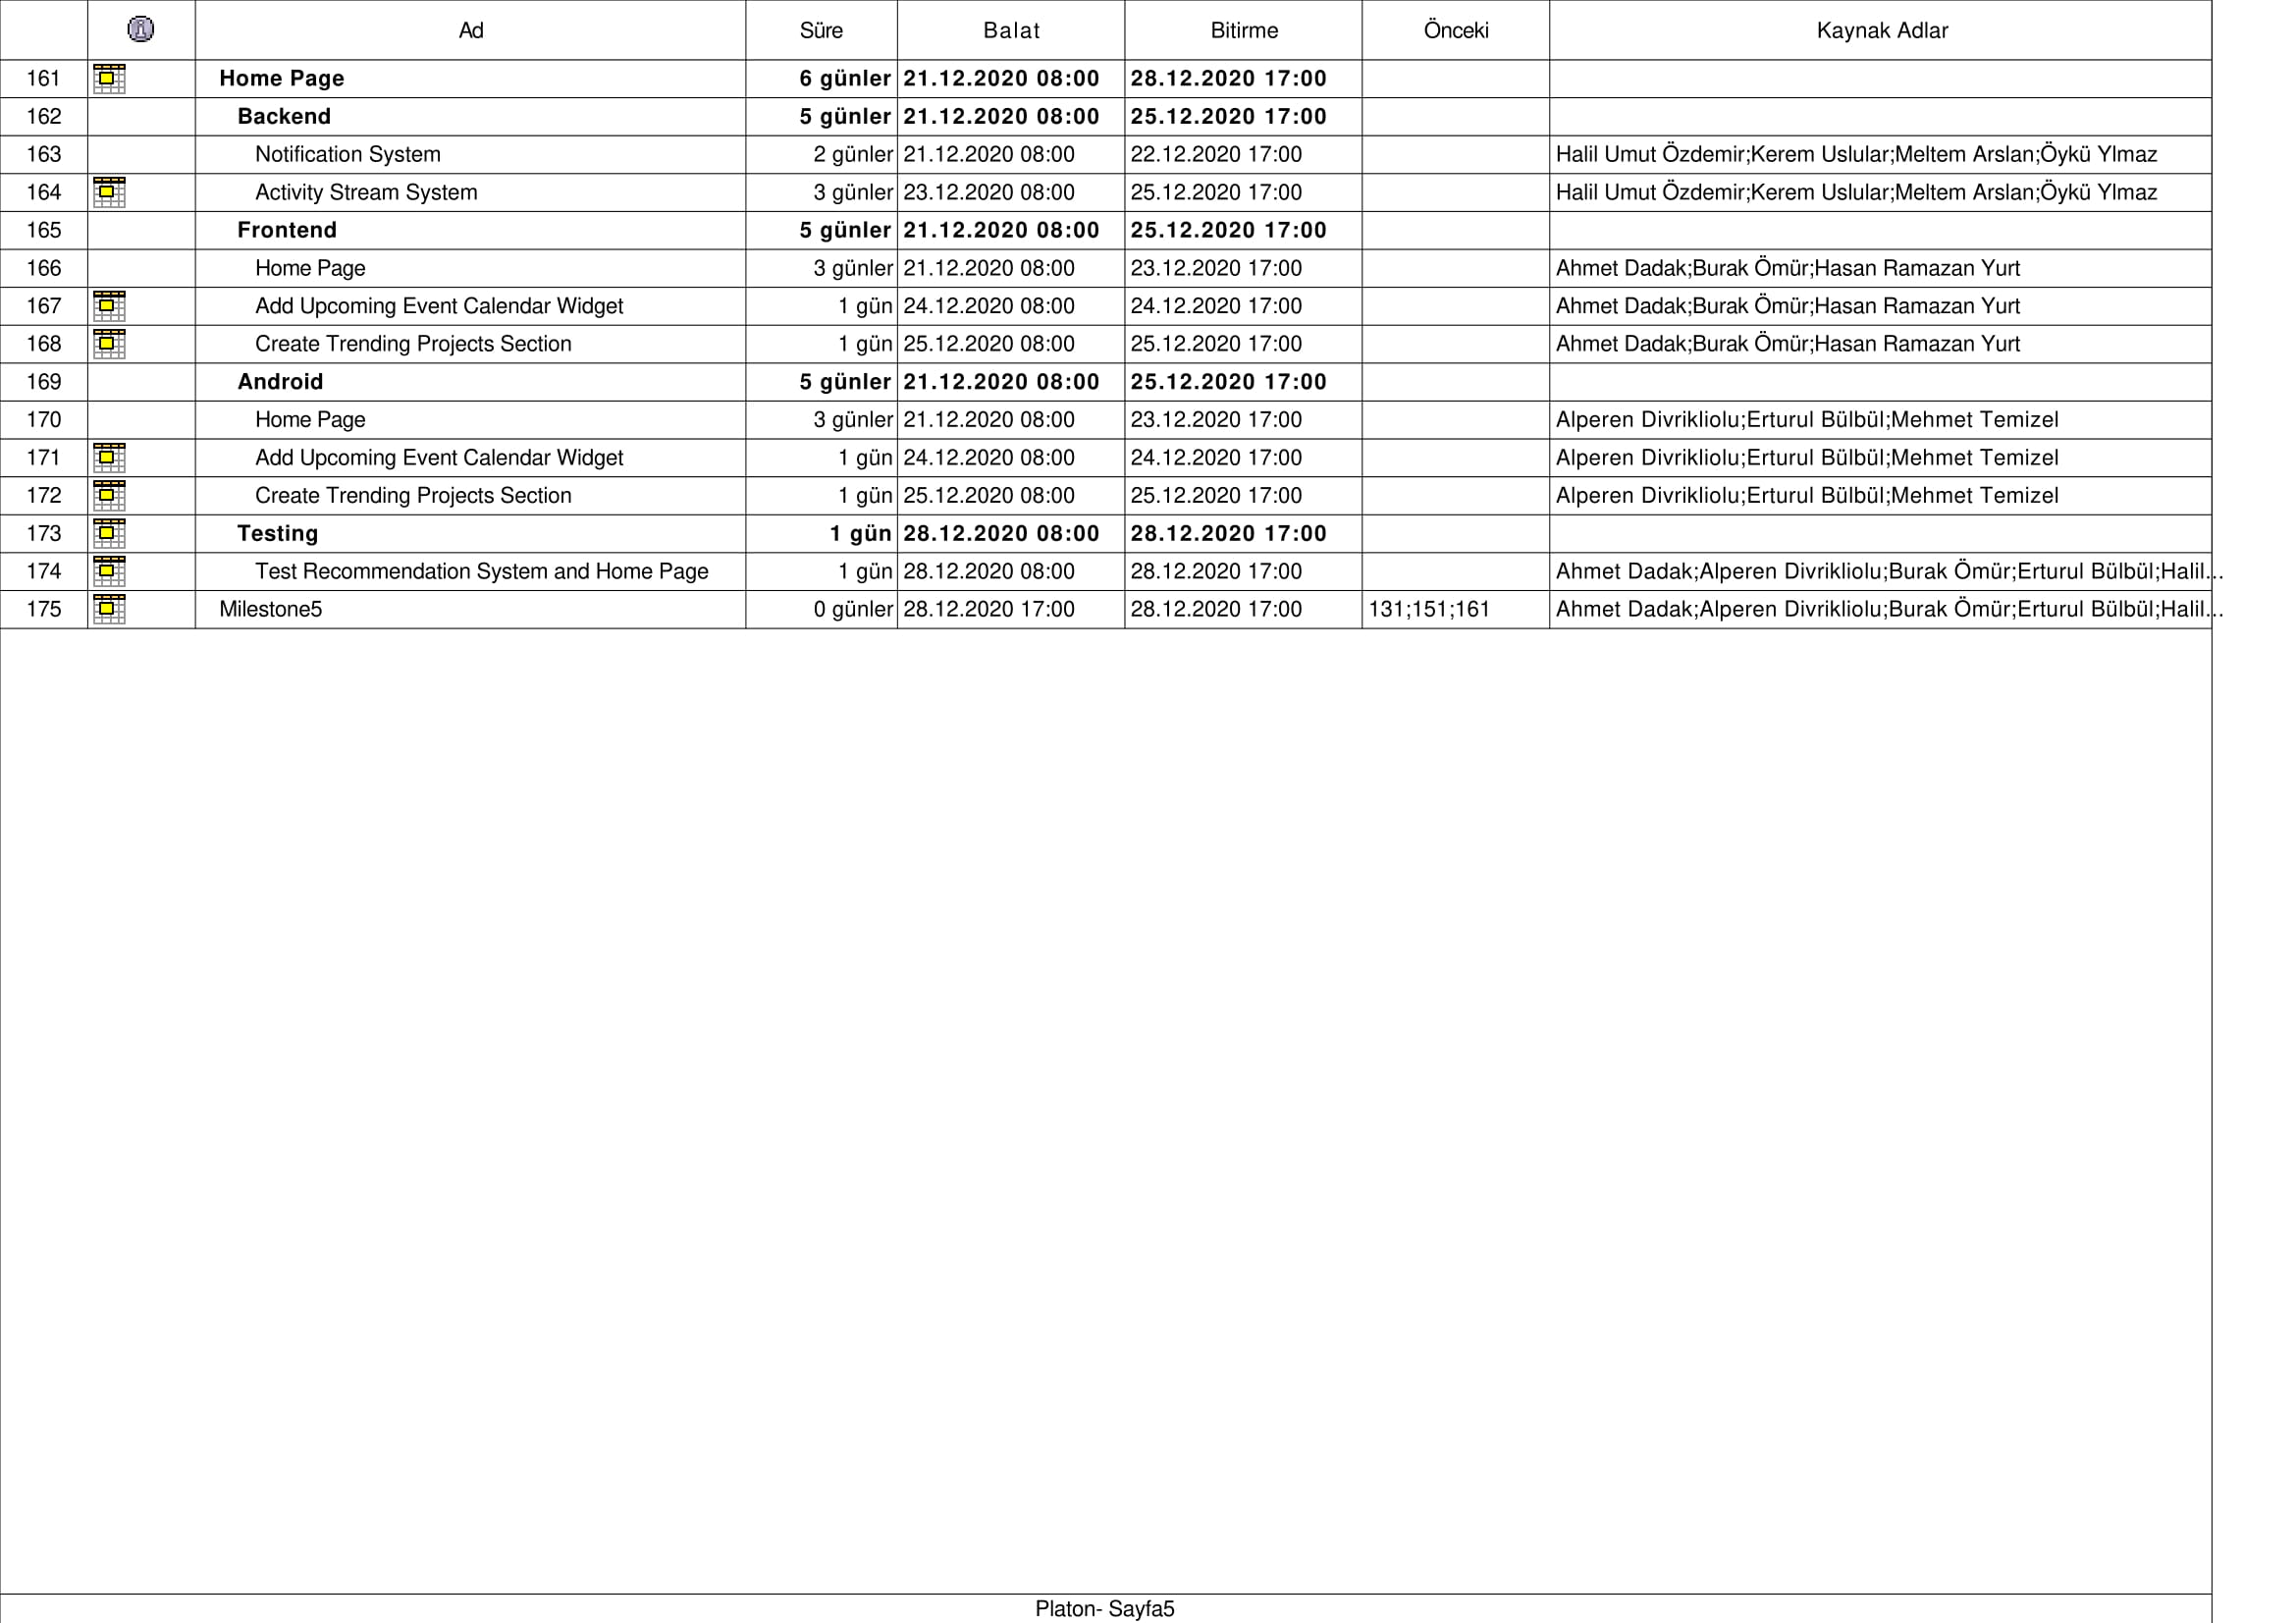 Ad Süre Balat Bitirme Önceki Kaynak Adlar
161 Home Page 6 günler 21.12.2020 08:00 28.12.2020 17:00
162 Backend 5 günler 21.12.2020 08:00 25.12.2020 17:00
163 Notification System 2 günler 21.12.2020 08:00 22.12.2020 17:00 Halil Umut Özdemir;Kerem Uslular;Meltem Arslan;Öykü Ylmaz
164 Activity Stream System 3 günler 23.12.2020 08:00 25.12.2020 17:00 Halil Umut Özdemir;Kerem Uslular;Meltem Arslan;Öykü Ylmaz
165 Frontend 5 günler 21.12.2020 08:00 25.12.2020 17:00
166 Home Page 3 günler 21.12.2020 08:00 23.12.2020 17:00 Ahmet Dadak;Burak Ömür;Hasan Ramazan Yurt
167 Add Upcoming Event Calendar Widget 1 gün 24.12.2020 08:00 24.12.2020 17:00 Ahmet Dadak;Burak Ömür;Hasan Ramazan Yurt
168 Create Trending Projects Section 1 gün 25.12.2020 08:00 25.12.2020 17:00 Ahmet Dadak;Burak Ömür;Hasan Ramazan Yurt
169 Android 5 günler 21.12.2020 08:00 25.12.2020 17:00
170 Home Page 3 günler 21.12.2020 08:00 23.12.2020 17:00 Alperen Divrikliolu;Erturul Bülbül;Mehmet Temizel
171 Add Upcoming Event Calendar Widget 1 gün 24.12.2020 08:00 24.12.2020 17:00 Alperen Divrikliolu;Erturul Bülbül;Mehmet Temizel
172 Create Trending Projects Section 1 gün 25.12.2020 08:00 25.12.2020 17:00 Alperen Divrikliolu;Erturul Bülbül;Mehmet Temizel
173 Testing 1 gün 28.12.2020 08:00 28.12.2020 17:00
174 Test Recommendation System and Home Page 1 gün 28.12.2020 08:00 28.12.2020 17:00 Ahmet Dadak;Alperen Divrikliolu;Burak Ömür;Erturul Bülbül;Halil...
175 Milestone5 0 günler 28.12.2020 17:00 28.12.2020 17:00 131;151;161 Ahmet Dadak;Alperen Divrikliolu;Burak Ömür;Erturul Bülbül;Halil...
Platon- Sayfa5